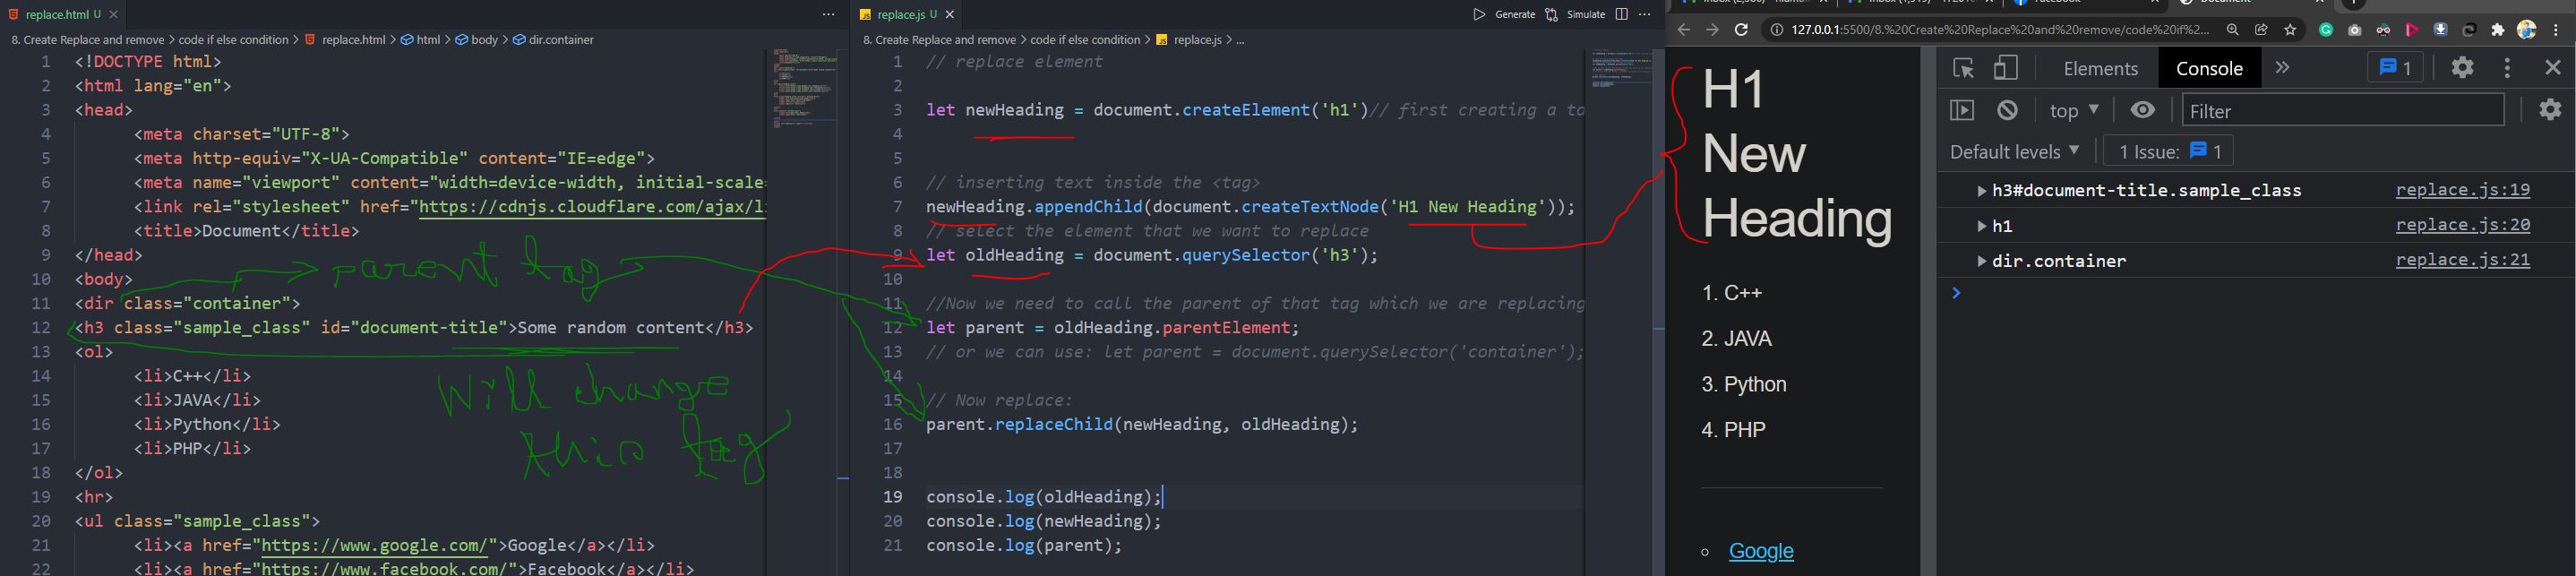 replace.html U
8. Create Replace and remove > code if else condition > replace.html > html > body > dir.container
1 <!DOCTYPE html>
2 <html lang="en">
3 <head>
4 <meta charset="UTF-8">
5 <meta http-equiv="X-UA-Compatible" content="IE=edge">
6 <meta name="viewport" content="width=device-width, initial-scale=
7 <link rel="stylesheet" href="https://cdnjs.cloudflare.com/ajax/li
8 <title>Document</title>
9 </head>
10 <body>
11 <dir class="container">
12 <h3 class="sample_class" id="document-title">Some random content</h3>
13 <ol>
14 <li>C++</li>
15 <li>JAVA</li>
16 <li>Python</li>
17 <li>PHP</li>
18 </ol>
19 <hr>
20 <ul class="sample_class">
21 <li><a href="https://www.google.com/">Google</a></li>
22 <li><a href="https://www.facebook.com/">Facebook</a></li>
parent tag
Will change
this tag
replace.js U
Generate Simulate
8. Create Replace and remove > code if else condition > replace.js > ...
1 // replace element
2
3 let newHeading = document.createElement('h1')// first creating a ta
4
5
6 // inserting text inside the <tag>
7 newHeading.appendChild(document.createTextNode('H1 New Heading'));
8 // select the element that we want to replace
9 let oldHeading = document.querySelector('h3');
10
11 //Now we need to call the parent of that tag which we are replacing
12 let parent = oldHeading.parentElement;
13 // or we can use: let parent = document.querySelector('container');
14
15 // Now replace:
16 parent.replaceChild(newHeading, oldHeading);
17
18
19 console.log(oldHeading);
20 console.log(newHeading);
21 console.log(parent);
Facebook
Document
127.0.0.1:5500/8.%20Create%20Replace%20and%20remove/code%20if%2...
H1
New
Heading
1. C++
2. JAVA
3. Python
4. PHP
Google
Elements Console 1
top Filter
Default levels 1 Issue: 1
h3#document-title.sample_class replace.js:19
h1 replace.js:20
dir.container replace.js:21